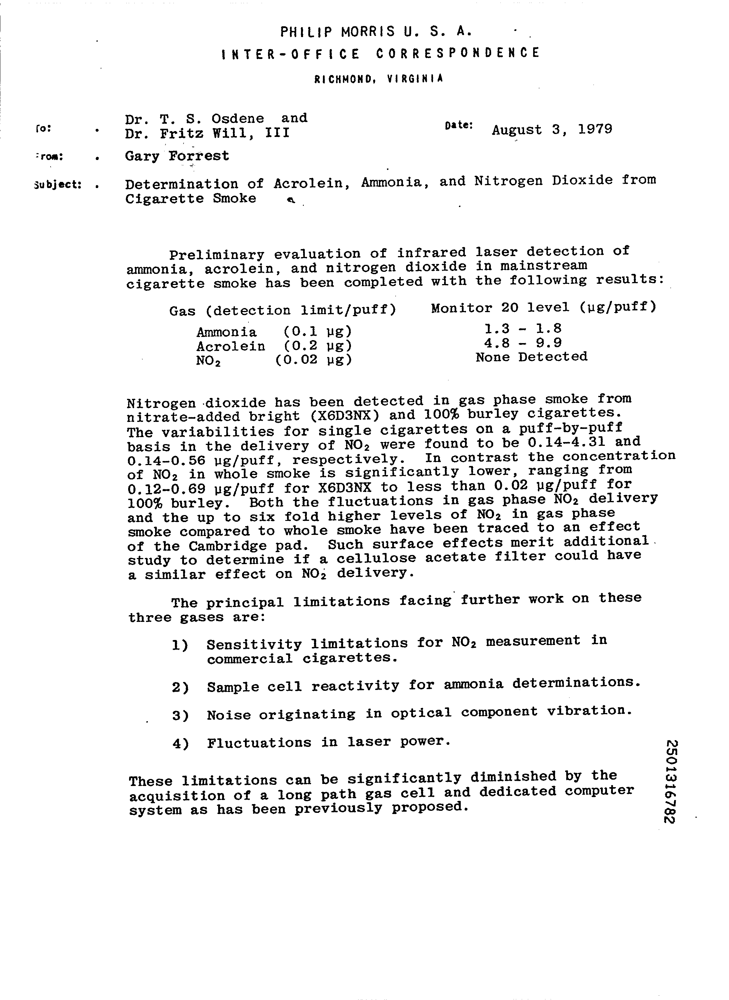 PHILIP MORRIS U. S. A.
INTER-OFFICE CORRESPONDENCE
RICHMOND, VIRGINIA
To: Dr. T. S. Osdene and
Dr. Fritz Will, III
Date: August 3, 1979
From: Gary Forrest
Subject: Determination of Acrolein, Ammonia, and Nitrogen Dioxide from
Cigarette Smoke
Preliminary evaluation of infrared laser detection of
ammonia, acrolein, and nitrogen dioxide in mainstream
cigarette smoke has been completed with the following results:
Gas (detection limit/puff) Monitor 20 level (µg/puff)
Ammonia (0.1 µg) 1.3 - 1.8
Acrolein (0.2 µg) 4.8 - 9.9
NO₂ (0.02 µg) None Detected
Nitrogen dioxide has been detected in gas phase smoke from
nitrate-added bright (X6D3NX) and 100% burley cigarettes.
The variabilities for single cigarettes on a puff-by-puff
basis in the delivery of NO₂ were found to be 0.14-4.31 and
0.14-0.56 µg/puff, respectively. In contrast the concentration
of NO₂ in whole smoke is significantly lower, ranging from
0.12-0.69 µg/puff for X6D3NX to less than 0.02 µg/puff for
100% burley. Both the fluctuations in gas phase NO₂ delivery
and the up to six fold higher levels of NO₂ in gas phase
smoke compared to whole smoke have been traced to an effect
of the Cambridge pad. Such surface effects merit additional
study to determine if a cellulose acetate filter could have
a similar effect on NO₂ delivery.
The principal limitations facing further work on these
three gases are:
1) Sensitivity limitations for NO₂ measurement in
commercial cigarettes.
2) Sample cell reactivity for ammonia determinations.
3) Noise originating in optical component vibration.
4) Fluctuations in laser power.
These limitations can be significantly diminished by the
acquisition of a long path gas cell and dedicated computer
system as has been previously proposed.
2501316782